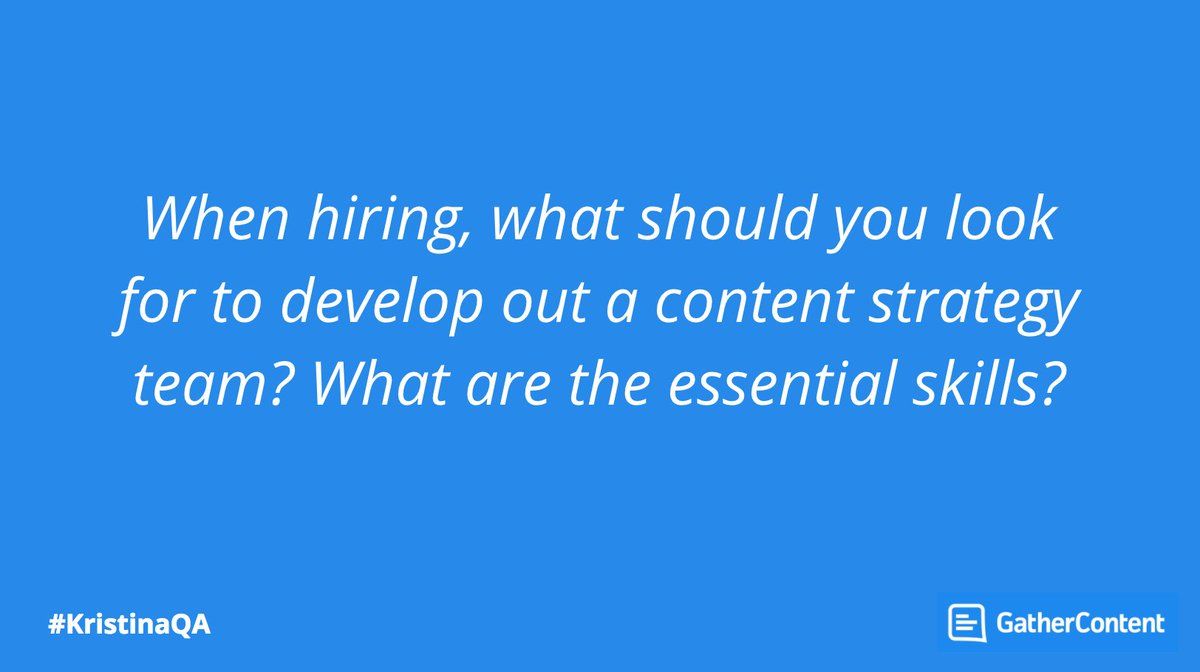 When hiring, what should you look
for to develop out a content strategy
team? What are the essential skills?
#KristinaQA
GatherContent